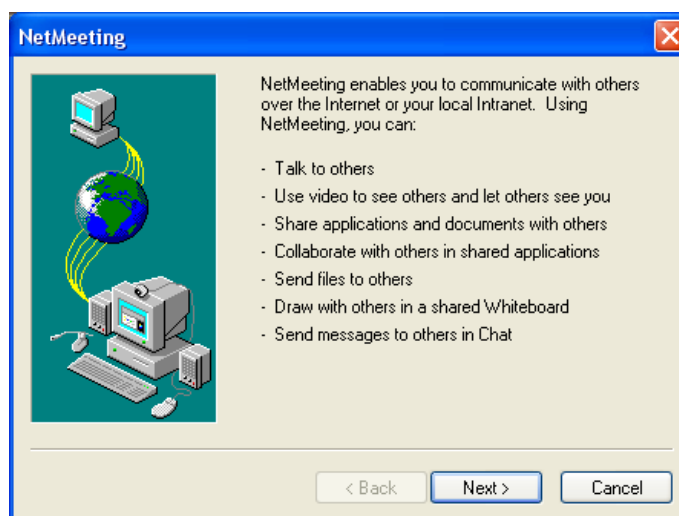 NetMeeting
NetMeeting enables you to communicate with others
over the Internet or your local Intranet. Using
NetMeeting, you can:
- Talk to others
- Use video to see others and let others see you
- Share applications and documents with others
- Collaborate with others in shared applications
- Send files to others
- Draw with others in a shared Whiteboard
- Send messages to others in Chat
< Back
Next >
Cancel